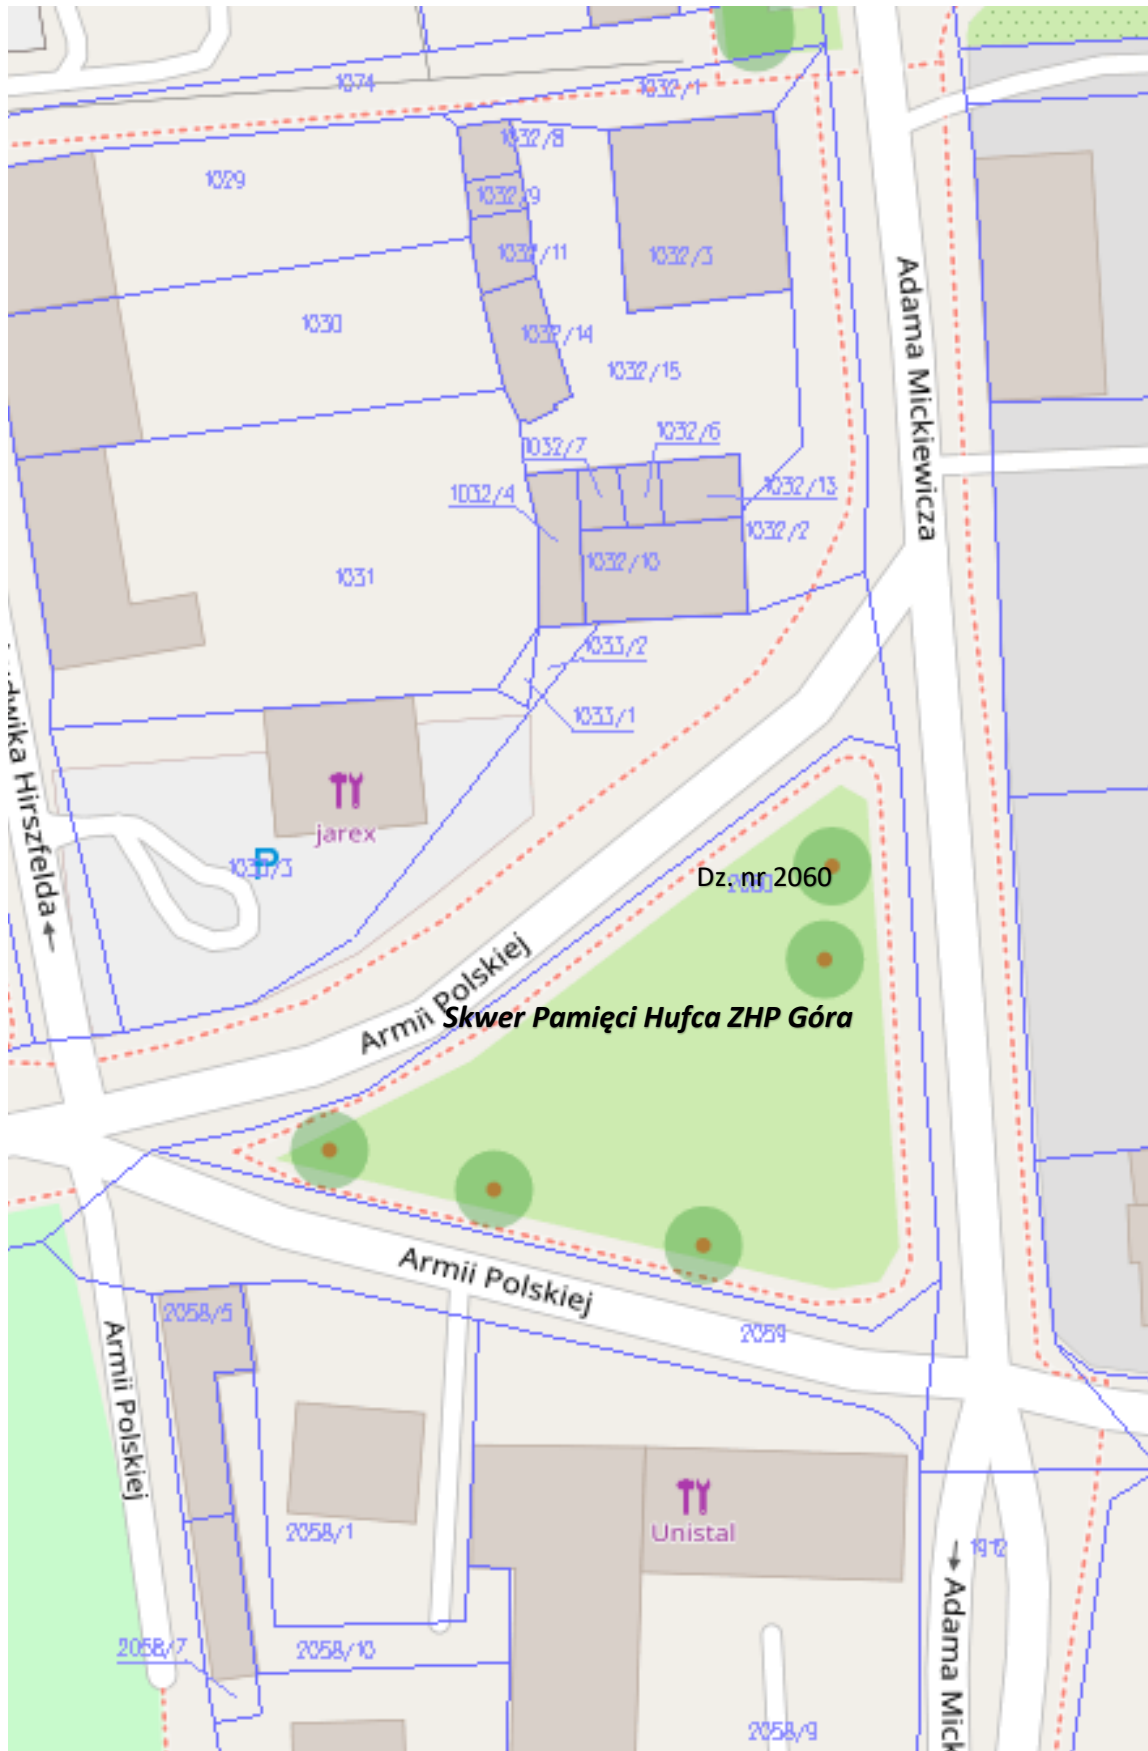 1074
1032/1
1032/8
1029
1032/9
1032/11
1032/3
1030
1032/14
1032/15
Adama Mickiewicza
1032/6
1032/7
1032/4
1032/13
1032/2
1032/10
1031
1033/2
1033/1
dwika Hirszfelda
jarex
P
Dz. nr 2060
Armii Polskiej
Skwer Pamięci Hufca ZHP Góra
Armii Polskiej
2058/5
2059
Armii Polskiej
Unistal
2058/1
1912
Adama Mick
2058/7
2058/10
2058/9